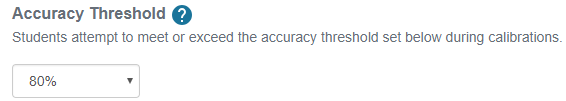 Accuracy Threshold ?
Students attempt to meet or exceed the accuracy threshold set below during calibrations.
80%